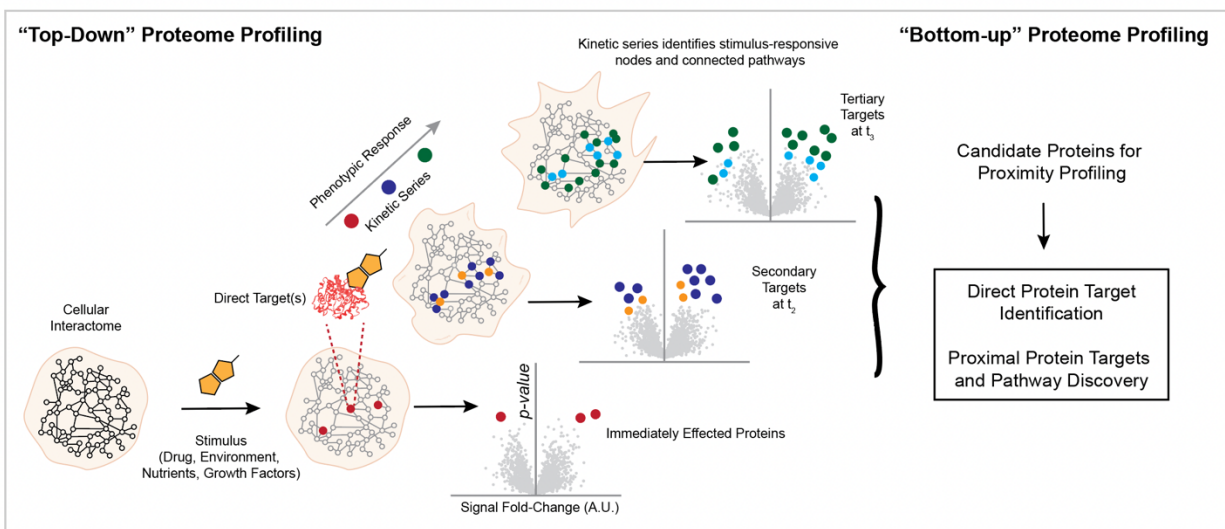 “Top-Down” Proteome Profiling
“Bottom-up” Proteome Profiling
Kinetic series identifies stimulus-responsive
nodes and connected pathways
Tertiary
Targets
at t3
Phenotypic Response
Kinetic Series
Candidate Proteins for
Proximity Profiling
Direct Target(s)
Secondary
Targets
at t2
Cellular
Interactome
Direct Protein Target
Identification
Proximal Protein Targets
and Pathway Discovery
p-value
Immediately Effected Proteins
Stimulus
(Drug, Environment,
Nutrients, Growth Factors)
Signal Fold-Change (A.U.)